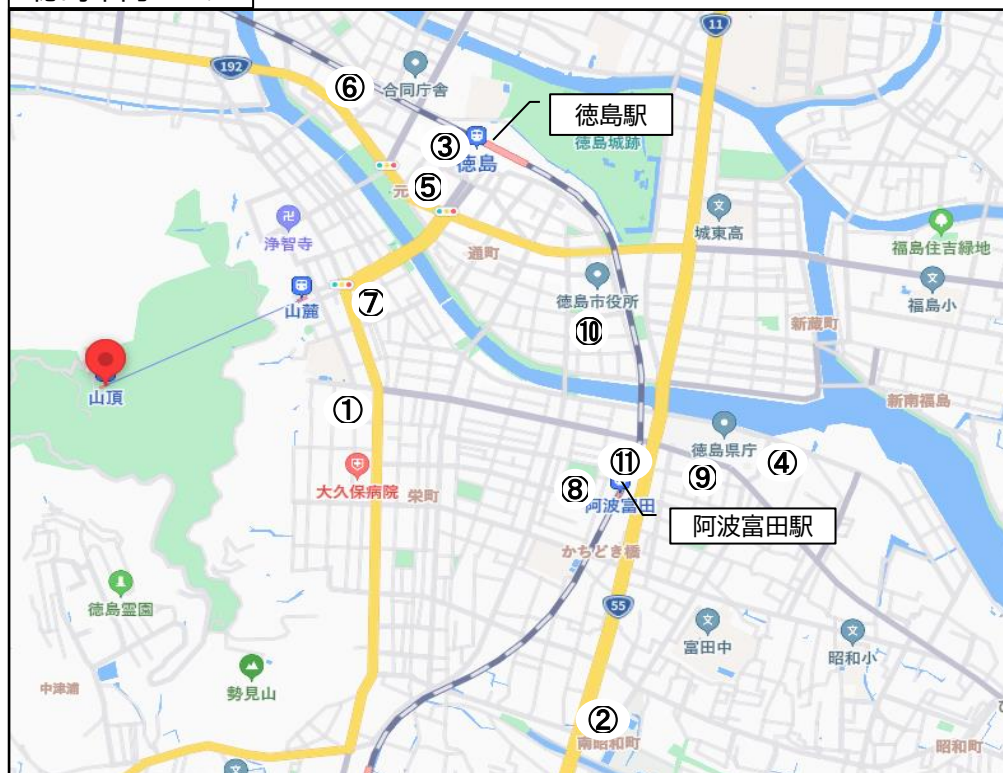 192
11
⑥
合同庁舎
徳島駅
③
徳島
徳島城跡
元
⑤
浄智寺
通町
城東高
福島住吉緑地
山麓
⑦
徳島市役所
⑩
福島小
新蔵町
山頂
①
新南福島
徳島県庁
④
大久保病院
栄町
⑧
⑪
⑨
阿波富田
阿波富田駅
かちどき橋
徳島霊園
55
富田中
昭和小
中津浦
勢見山
②
南昭和町
昭和町